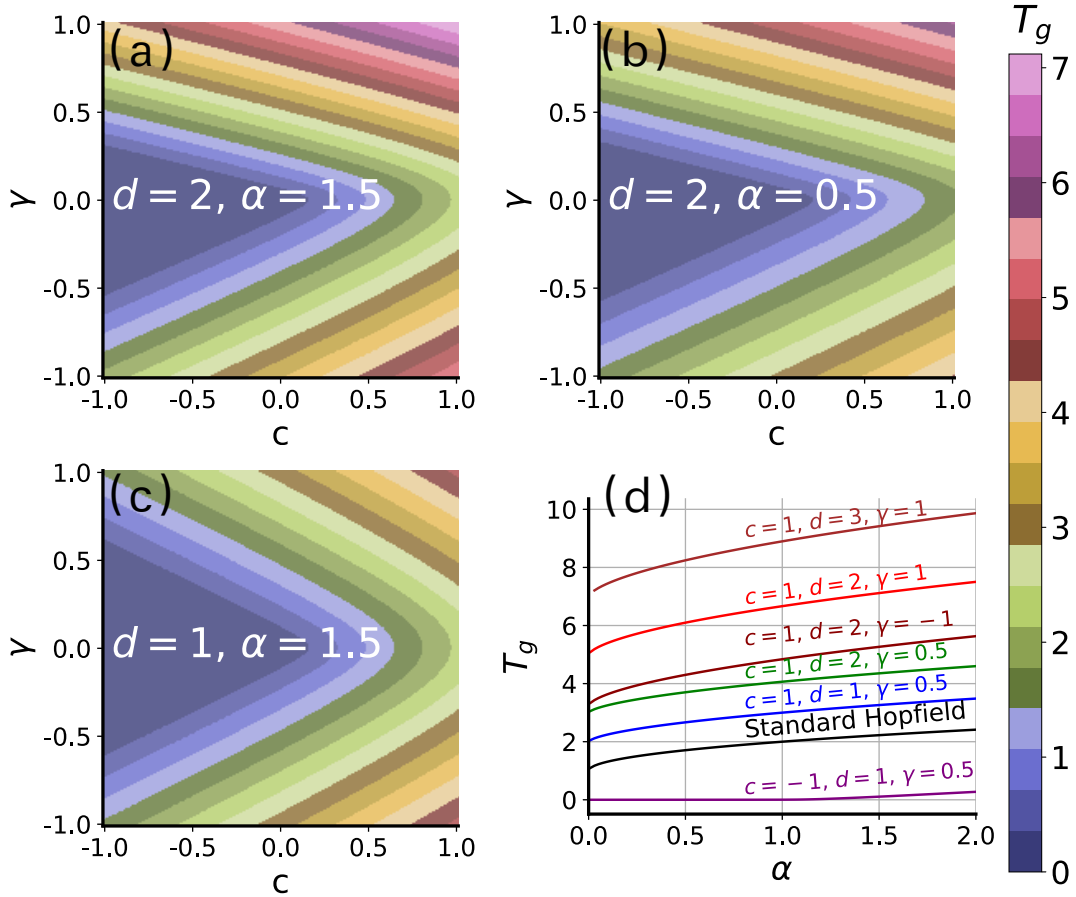 (a)
d = 2, α = 1.5
γ
1.0
0.5
0.0
-0.5
-1.0
-1.0
-0.5
0.0
0.5
1.0
c
(b)
d = 2, α = 0.5
γ
1.0
0.5
0.0
-0.5
-1.0
-1.0
-0.5
0.0
0.5
1.0
c
T_g
7
6
5
4
3
2
1
0
(c)
d = 1, α = 1.5
γ
1.0
0.5
0.0
-0.5
-1.0
-1.0
-0.5
0.0
0.5
1.0
c
(d)
T_g
10
8
6
4
2
0
c = 1, d = 3, γ = 1
c = 1, d = 2, γ = 1
c = 1, d = 2, γ = −1
c = 1, d = 2, γ = 0.5
c = 1, d = 1, γ = 0.5
Standard Hopfield
c = −1, d = 1, γ = 0.5
0.0
0.5
1.0
1.5
2.0
α